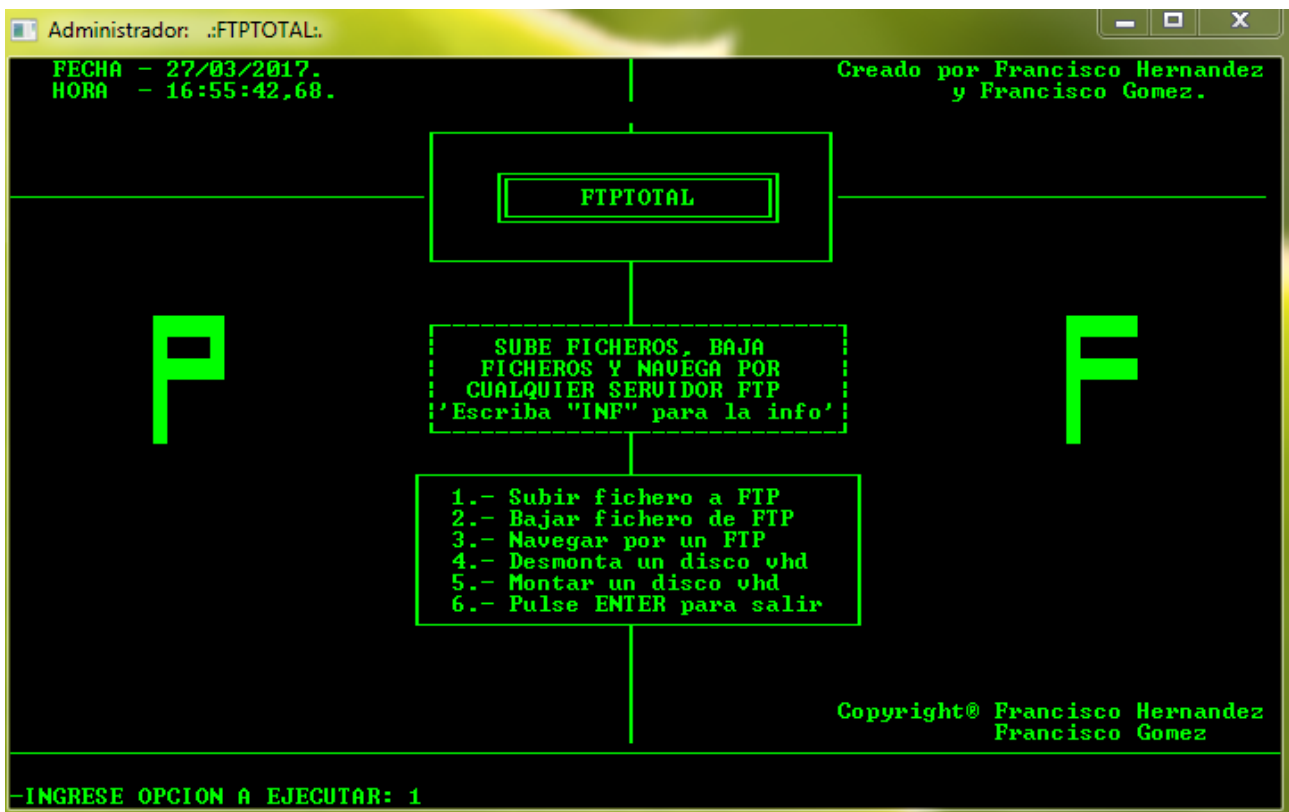 Administrador: .:FTPTOTAL:.
FECHA - 27/03/2017.
HORA - 16:55:42,68.
Creado por Francisco Hernandez
y Francisco Gomez.
FTPTOTAL
P
F
SUBE FICHEROS, BAJA
FICHEROS Y NAVEGA POR
CUALQUIER SERVIDOR FTP
'Escriba "INF" para la info'
1.- Subir fichero a FTP
2.- Bajar fichero de FTP
3.- Navegar por un FTP
4.- Desmonta un disco vhd
5.- Montar un disco vhd
6.- Pulse ENTER para salir
Copyright® Francisco Hernandez
Francisco Gomez
-INGRESE OPCION A EJECUTAR: 1